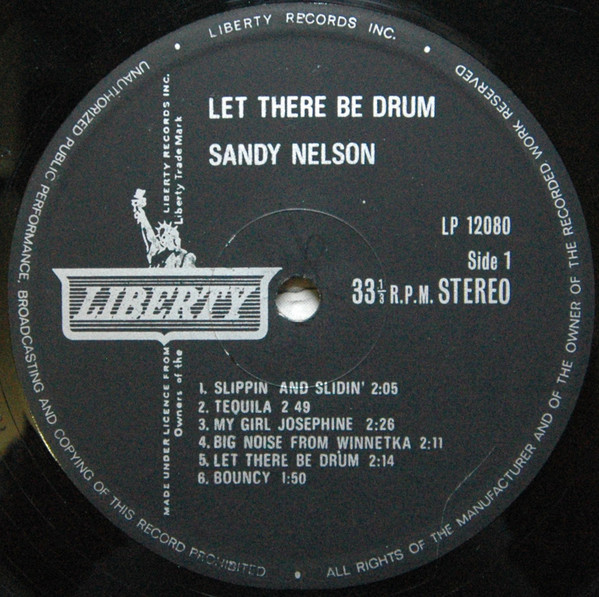 LIBERTY RECORDS INC.
UNAUTHORIZED PUBLIC PERFORMANCE, BROADCASTING AND COPYING OF THIS RECORD PROHIBITED
ALL RIGHTS OF THE MANUFACTURER AND OF THE OWNER OF THE RECORDED WORK RESERVED
LET THERE BE DRUM
SANDY NELSON
LIBERTY RECORDS INC.
Liberty Trade Mark
LP 12080
Side 1
33⅓ R.P.M. STEREO
LIBERTY
MADE UNDER LICENCE FROM
Owners of the
1. SLIPPIN AND SLIDIN' 2:05
2. TEQUILA 2 49
3. MY GIRL JOSEPHINE 2:26
4. BIG NOISE FROM WINNETKA 2:11
5. LET THERE BE DRUM 2:14
6. BOUNCY 1:50